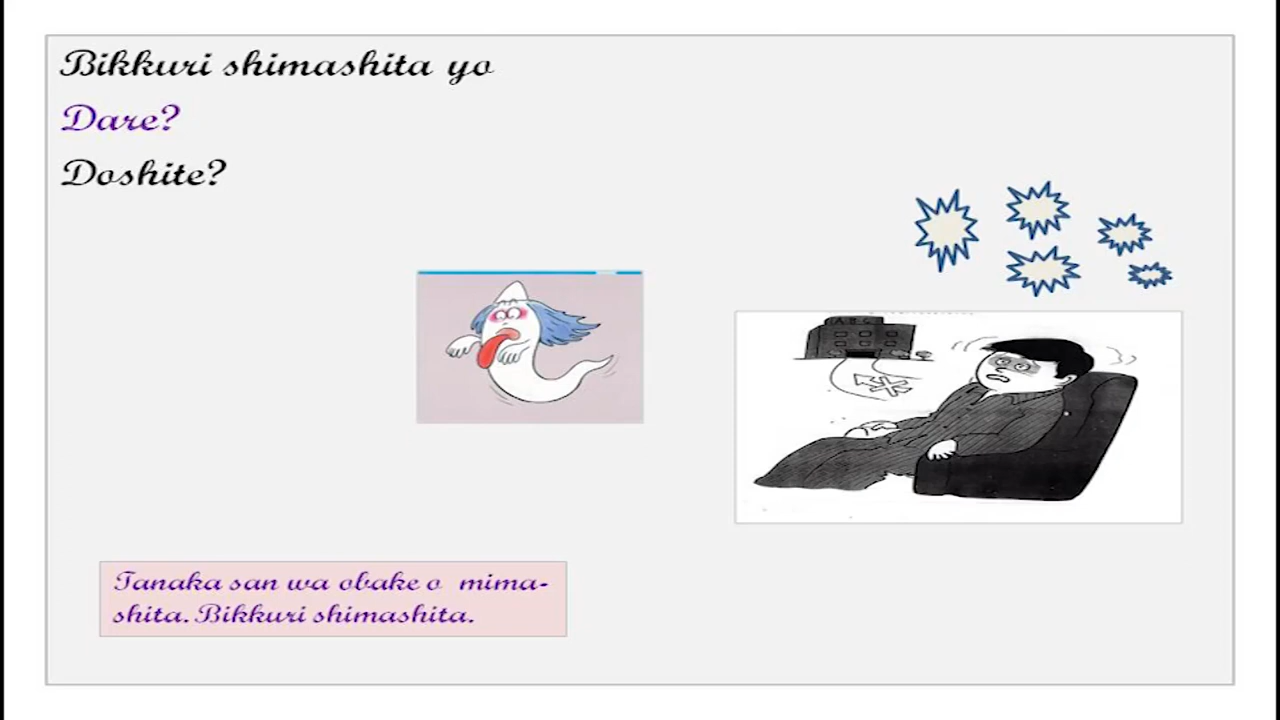 Bikkuri shimashita yo
Dare?
Doshite?
A B C
Tanaka san wa obake o mima-
shita. Bikkuri shimashita.